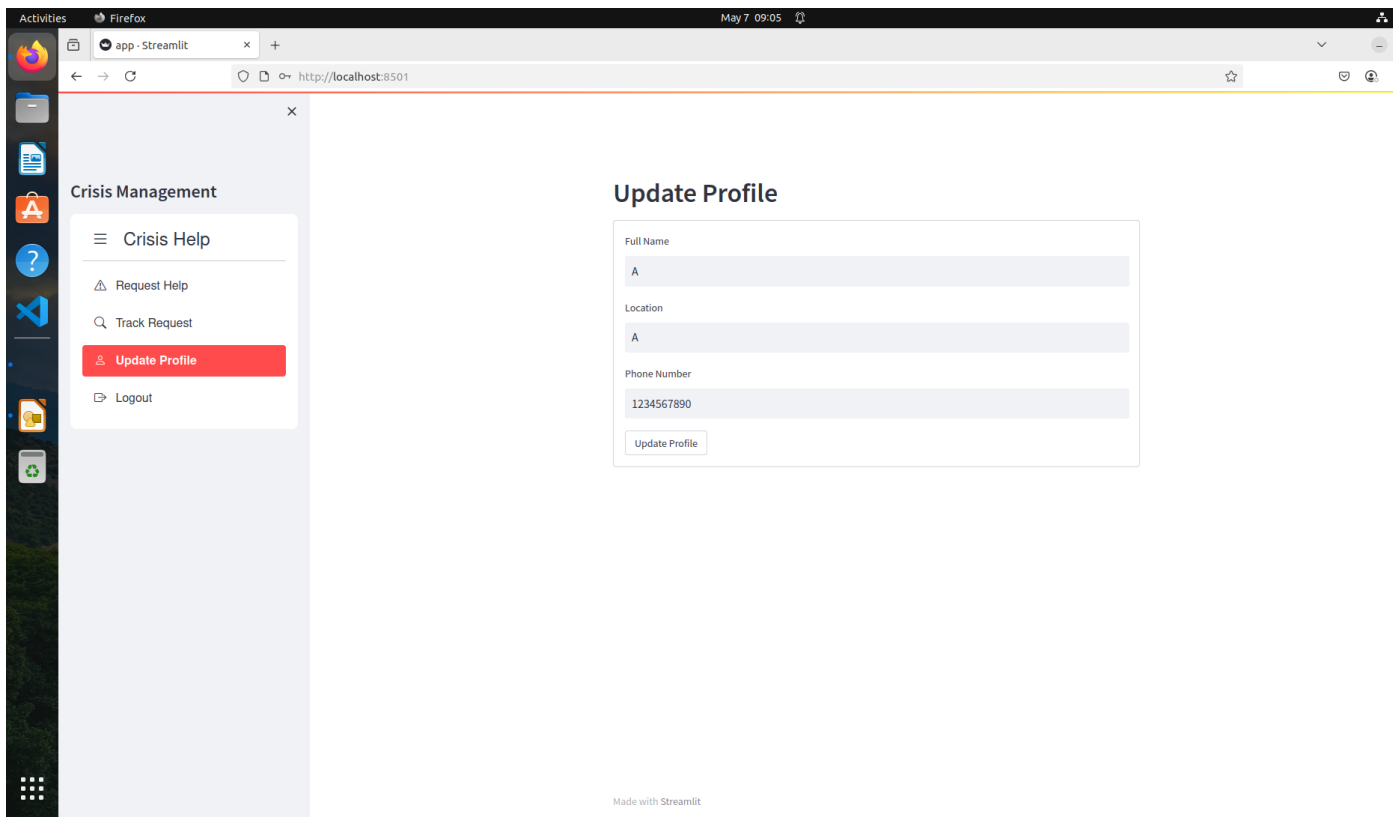 Activities Firefox May 7 09:05
app - Streamlit
http://localhost:8501
Crisis Management
Crisis Help
Request Help
Track Request
Update Profile
Logout
Update Profile
Full Name
A
Location
A
Phone Number
1234567890
Update Profile
Made with Streamlit